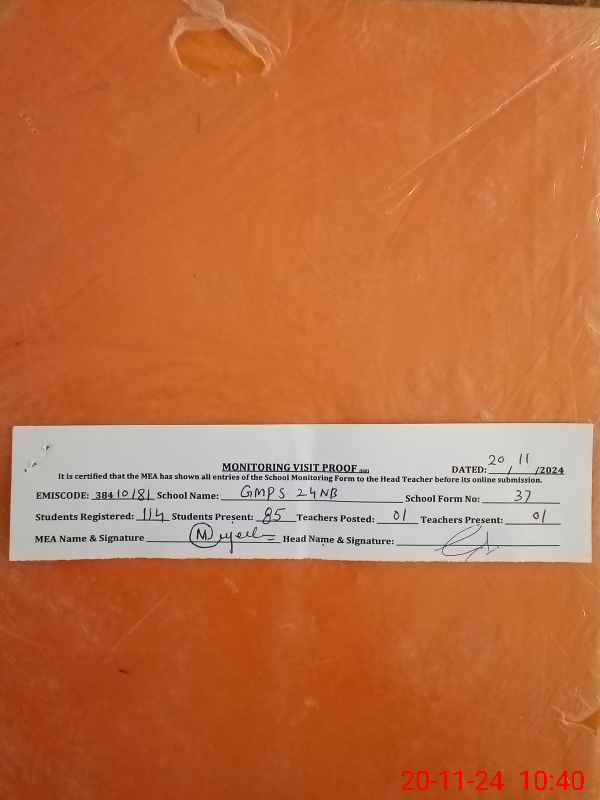 MONITORING VISIT PROOF DATED: 20/11/2024
It is certified that the MEA has shown all entries of the School Monitoring Form to the Head Teacher before its online submission.
EMISCODE: 38410181 School Name: GMPS 24NB School Form No: 37
Students Registered: 114 Students Present: 85 Teachers Posted: 01 Teachers Present: 01
MEA Name & Signature Head Name & Signature:
20-11-24 10:40